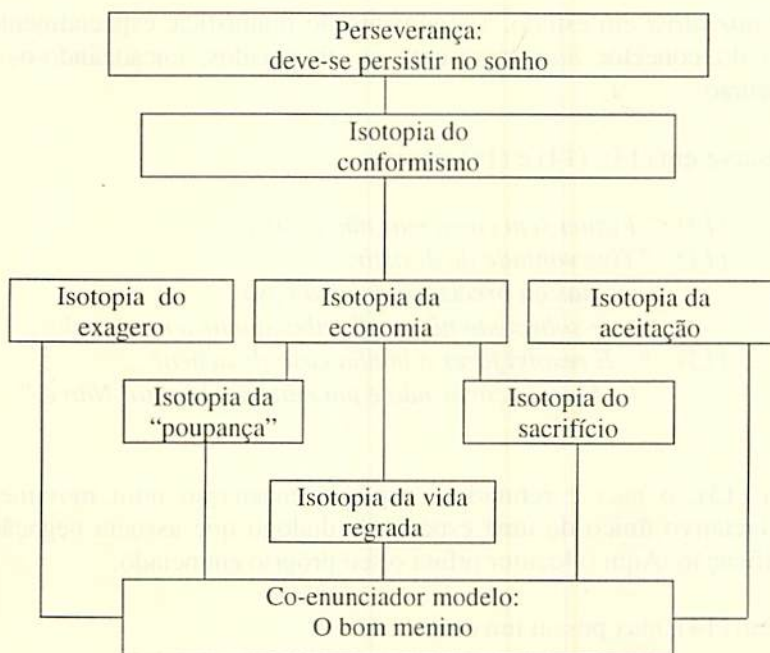 Perseverança:
deve-se persistir no sonho
Isotopia do
conformismo
Isotopia do
exagero
Isotopia da
economia
Isotopia da
aceitação
Isotopia da
“poupança”
Isotopia do
sacrifício
Isotopia da vida
regrada
Co-enunciador modelo:
O bom menino